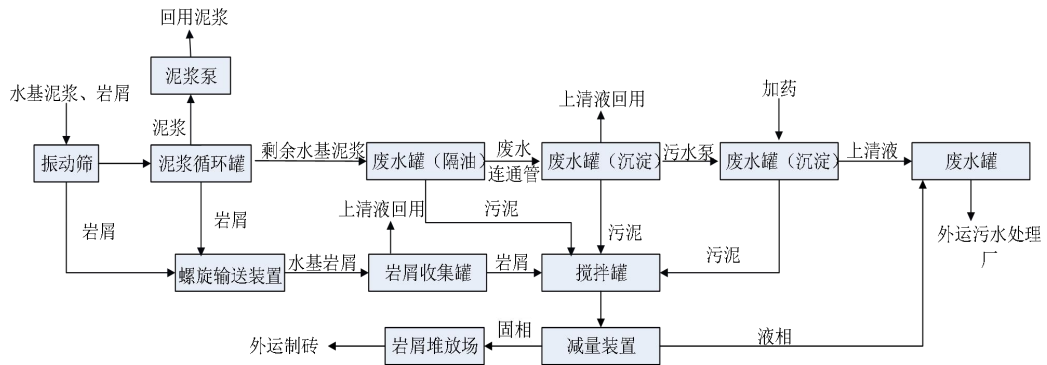 回用泥浆
泥浆泵
水基泥浆、岩屑
泥浆
上清液回用
加药
振动筛
泥浆循环罐
剩余水基泥浆
废水罐（隔油）
废水
连通管
废水罐（沉淀）
污水泵
废水罐（沉淀）
上清液
废水罐
岩屑
岩屑
上清液回用
污泥
污泥
污泥
外运污水处理
厂
螺旋输送装置
水基岩屑
岩屑收集罐
岩屑
搅拌罐
外运制砖
岩屑堆放场
固相
减量装置
液相